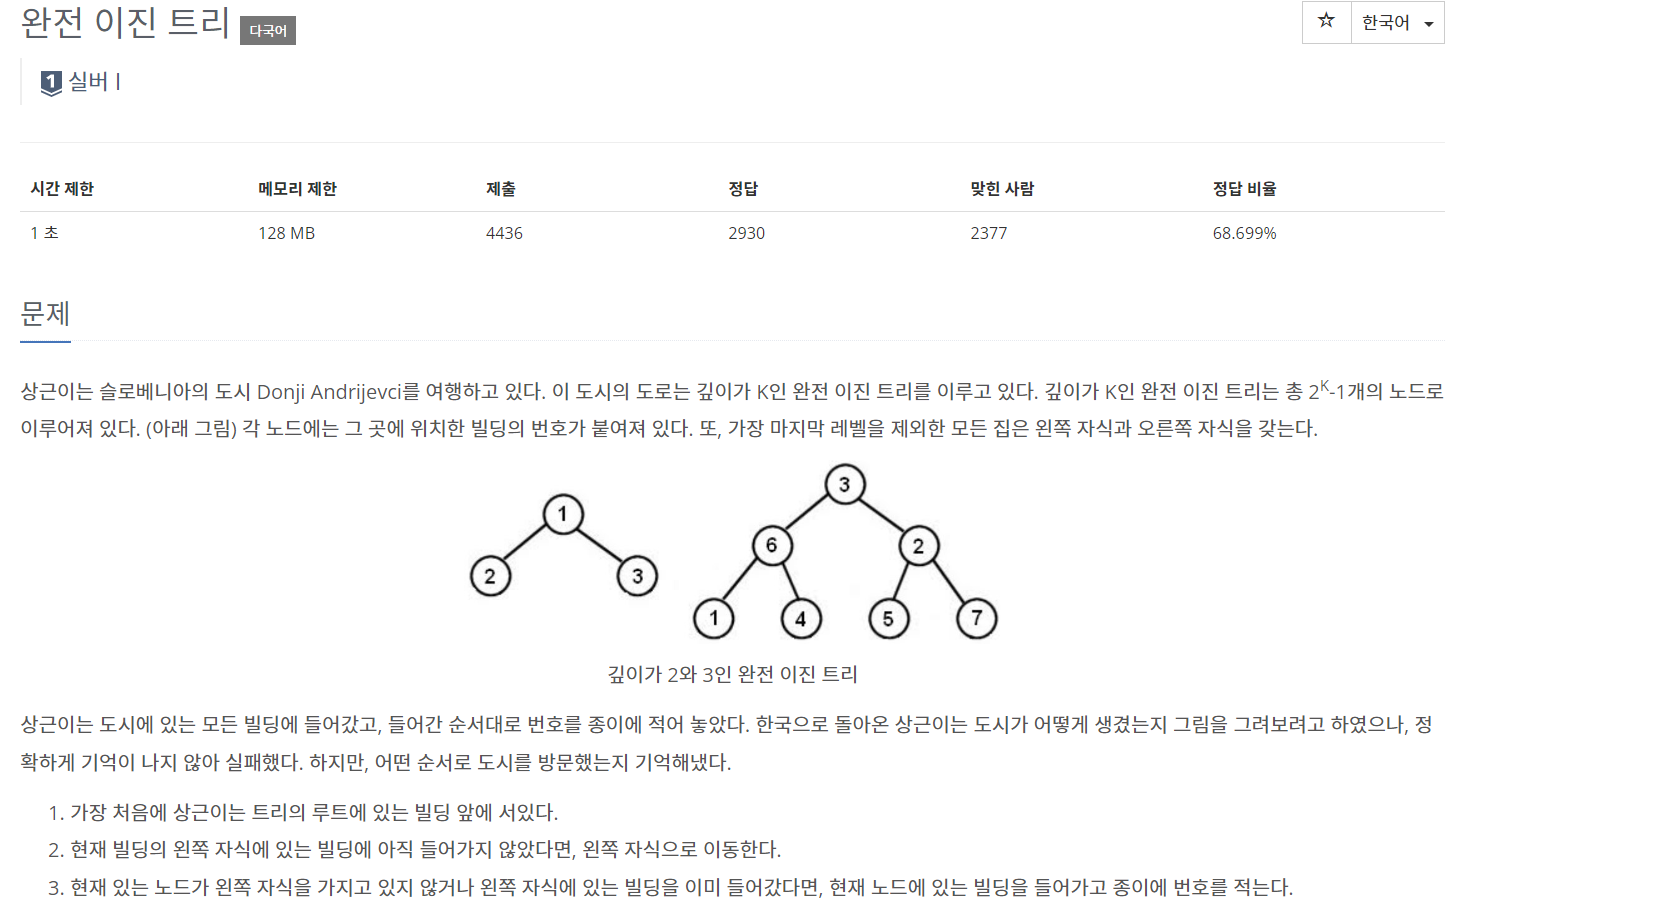 완전 이진 트리 다국어
☆ 한국어
1 실버 I
시간 제한 메모리 제한 제출 정답 맞힌 사람 정답 비율
1 초 128 MB 4436 2930 2377 68.699%
문제
상근이는 슬로베니아의 도시 Donji Andrijevci를 여행하고 있다. 이 도시의 도로는 깊이가 K인 완전 이진 트리를 이루고 있다. 깊이가 K인 완전 이진 트리는 총 2^K-1개의 노드로
이루어져 있다. (아래 그림) 각 노드에는 그 곳에 위치한 빌딩의 번호가 붙여져 있다. 또, 가장 마지막 레벨을 제외한 모든 집은 왼쪽 자식과 오른쪽 자식을 갖는다.
1
2 3
3
6 2
1 4 5 7
깊이가 2와 3인 완전 이진 트리
상근이는 도시에 있는 모든 빌딩에 들어갔고, 들어간 순서대로 번호를 종이에 적어 놓았다. 한국으로 돌아온 상근이는 도시가 어떻게 생겼는지 그림을 그려보려고 하였으나, 정
확하게 기억이 나지 않아 실패했다. 하지만, 어떤 순서로 도시를 방문했는지 기억해냈다.
1. 가장 처음에 상근이는 트리의 루트에 있는 빌딩 앞에 서있다.
2. 현재 빌딩의 왼쪽 자식에 있는 빌딩에 아직 들어가지 않았다면, 왼쪽 자식으로 이동한다.
3. 현재 있는 노드가 왼쪽 자식을 가지고 있지 않거나 왼쪽 자식에 있는 빌딩을 이미 들어갔다면, 현재 노드에 있는 빌딩을 들어가고 종이에 번호를 적는다.